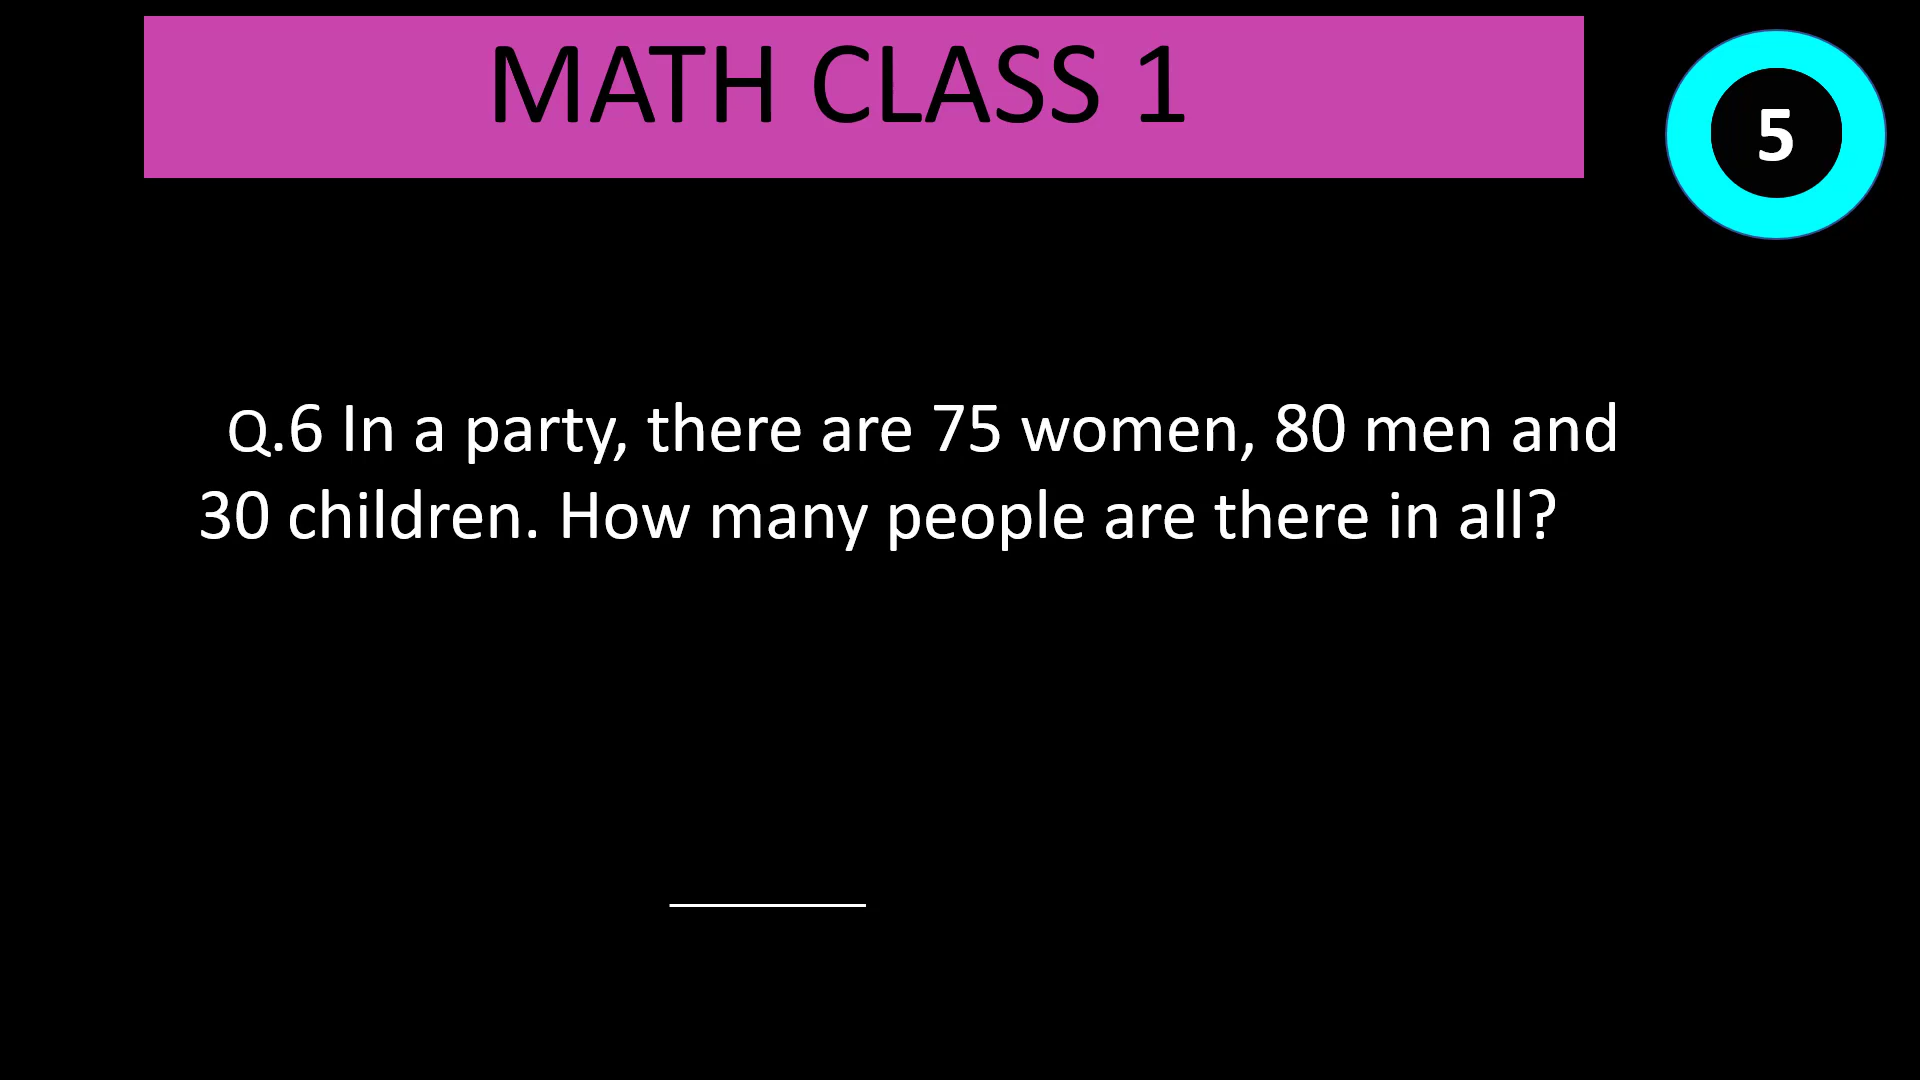 MATH CLASS 1
5
Q.6 In a party, there are 75 women, 80 men and
30 children. How many people are there in all?